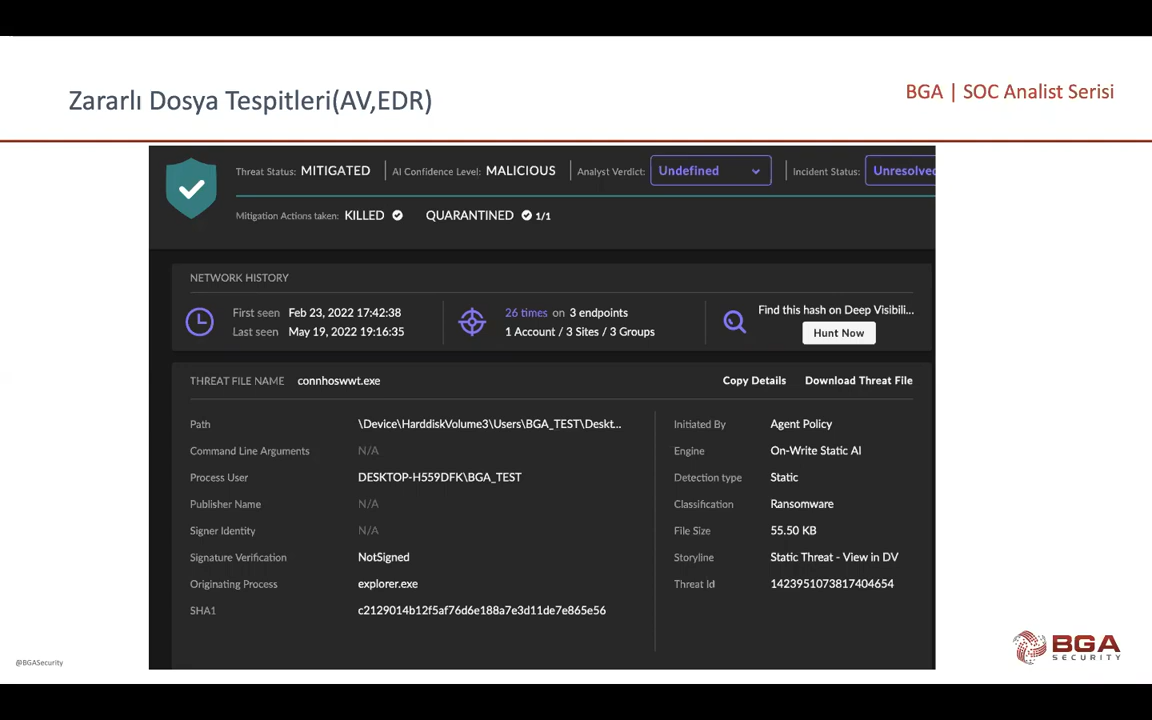 Zararlı Dosya Tespitleri(AV,EDR)
BGA | SOC Analist Serisi
Threat Status: MITIGATED AI Confidence Level: MALICIOUS Analyst Verdict: Undefined Incident Status: Unresolved
Mitigation Actions taken: KILLED QUARANTINED 1/1
NETWORK HISTORY
First seen Feb 23, 2022 17:42:38
Last seen May 19, 2022 19:16:35
26 times on 3 endpoints
1 Account / 3 Sites / 3 Groups
Find this hash on Deep Visibili...
Hunt Now
THREAT FILE NAME connhoswwt.exe
Copy Details Download Threat File
Path \Device\HarddiskVolume3\Users\BGA_TEST\Deskt...
Command Line Arguments N/A
Process User DESKTOP-H559DFK\BGA_TEST
Publisher Name N/A
Signer Identity N/A
Signature Verification NotSigned
Originating Process explorer.exe
SHA1 c2129014b12f5af76d6e188a7e3d11de7e865e56
Initiated By Agent Policy
Engine On-Write Static AI
Detection type Static
Classification Ransomware
File Size 55.50 KB
Storyline Static Threat - View in DV
Threat Id 1423951073817404654
@BGASecurity
BGA
SECURITY